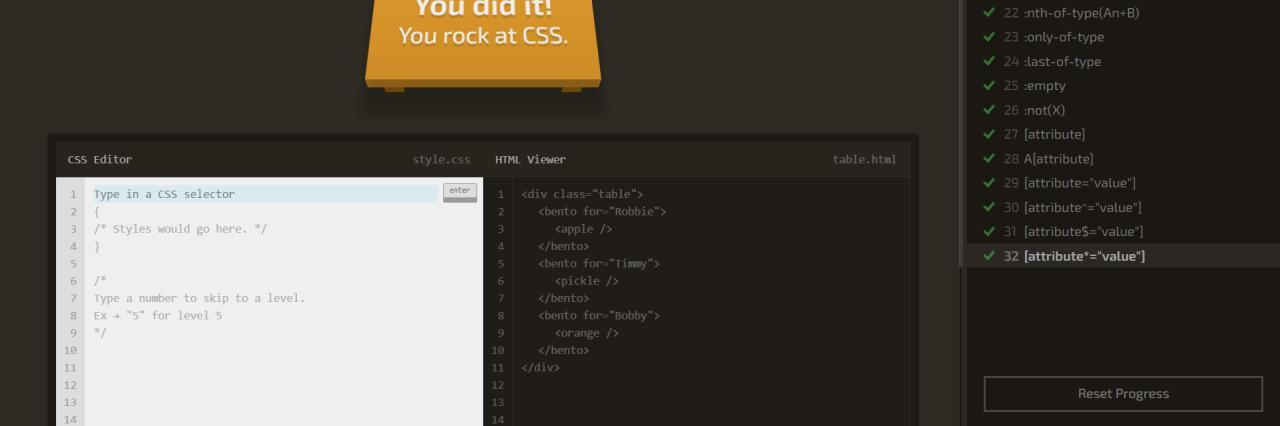 You did it!
You rock at CSS.
CSS Editor
style.css
HTML Viewer
table.html
1 Type in a CSS selector
enter
2 {
3 /* Styles would go here. */
4 }
5
6 /*
7 Type a number to skip to a level.
8 Ex → "5" for level 5
9 */
10
11
12
13
14
1 <div class="table">
2 <bento for="Robbie">
3 <apple />
4 </bento>
5 <bento for="Timmy">
6 <pickle />
7 </bento>
8 <bento for="Bobby">
9 <orange />
10 </bento>
11 </div>
12
13
14
22 :nth-of-type(An+B)
23 :only-of-type
24 :last-of-type
25 :empty
26 :not(X)
27 [attribute]
28 A[attribute]
29 [attribute="value"]
30 [attribute^="value"]
31 [attribute$="value"]
32 [attribute*="value"]
Reset Progress